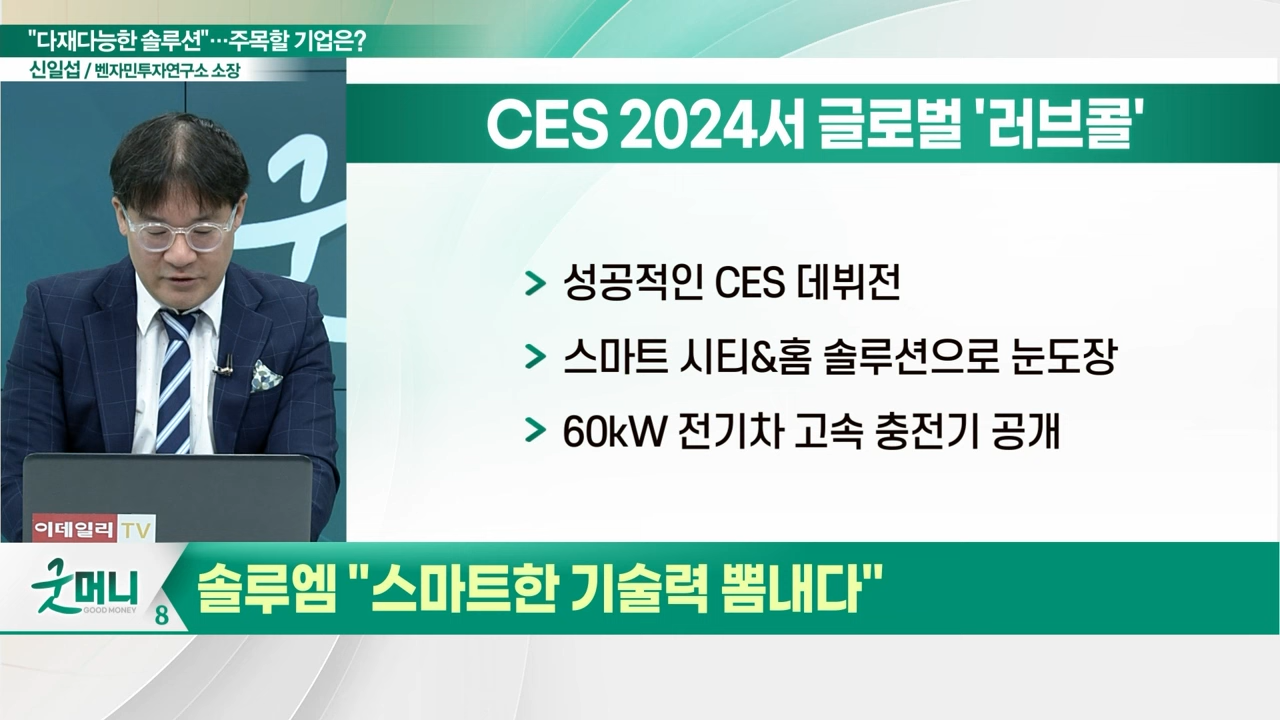 "다재다능한 솔루션"…주목할 기업은?
신일섭 / 벤자민투자연구소 소장
CES 2024서 글로벌 '러브콜'
> 성공적인 CES 데뷔전
> 스마트 시티&홈 솔루션으로 눈도장
> 60kW 전기차 고속 충전기 공개
이데일리 TV
굿머니
GOOD MONEY
8
솔루엠 "스마트한 기술력 뽐내다"